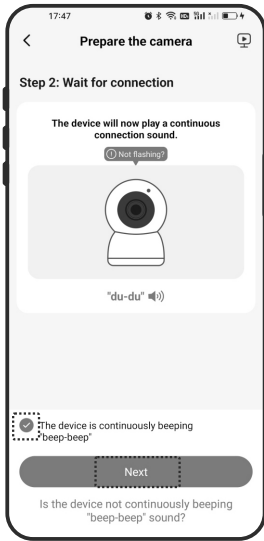 17:47
Prepare the camera
Step 2: Wait for connection
The device will now play a continuous
connection sound.
! Not flashing?
"du-du"
The device is continuously beeping
"beep-beep"
Next
Is the device not continuously beeping
"beep-beep" sound?